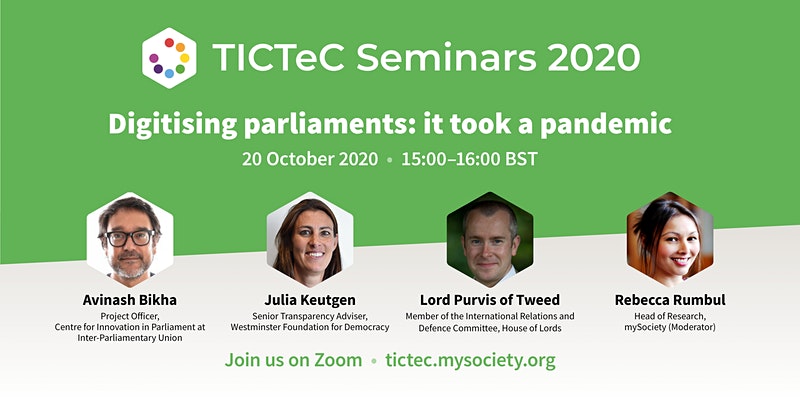 TICTeC Seminars 2020
Digitising parliaments: it took a pandemic
20 October 2020 • 15:00–16:00 BST
Avinash Bikha
Project Officer,
Centre for Innovation in Parliament at
Inter-Parliamentary Union
Julia Keutgen
Senior Transparency Adviser,
Westminster Foundation for Democracy
Lord Purvis of Tweed
Member of the International Relations and
Defence Committee, House of Lords
Rebecca Rumbul
Head of Research,
mySociety (Moderator)
Join us on Zoom • tictec.mysociety.org